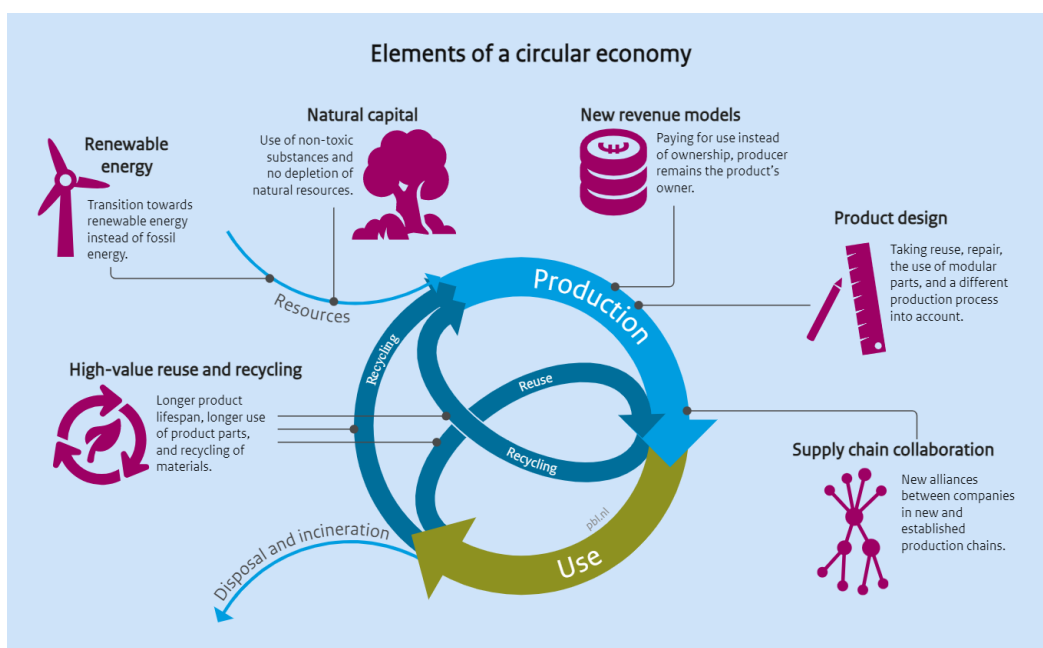 Elements of a circular economy
Natural capital
Use of non-toxic
substances and
no depletion of
natural resources.
New revenue models
Paying for use instead
of ownership, producer
remains the product's
owner.
Renewable
energy
Transition towards
renewable energy
instead of fossil
energy.
Product design
Taking reuse, repair,
the use of modular
parts, and a different
production process
into account.
Resources
Production
Recycling
Reuse
Recycling
High-value reuse and recycling
Longer product
lifespan, longer use
of product parts,
and recycling of
materials.
Supply chain collaboration
New alliances
between companies
in new and
established
production chains.
pbl.nl
Use
Disposal and incineration